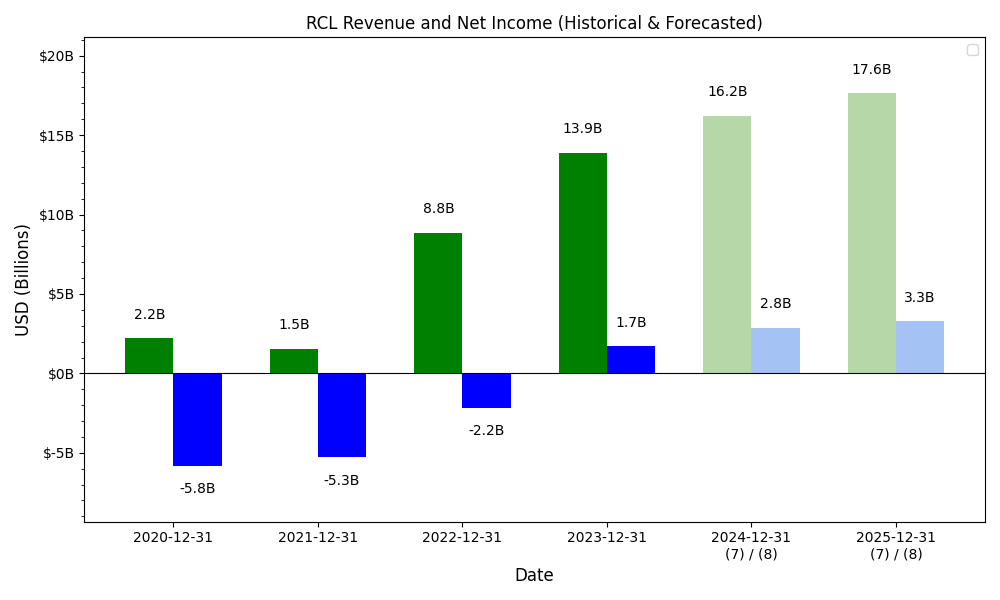 RCL Revenue and Net Income (Historical & Forecasted)
$20B
$15B
$10B
$5B
$0B
$-5B
USD (Billions)
2.2B
-5.8B
1.5B
-5.3B
8.8B
-2.2B
13.9B
1.7B
16.2B
2.8B
17.6B
3.3B
2020-12-31
2021-12-31
2022-12-31
2023-12-31
2024-12-31
(7) / (8)
2025-12-31
(7) / (8)
Date